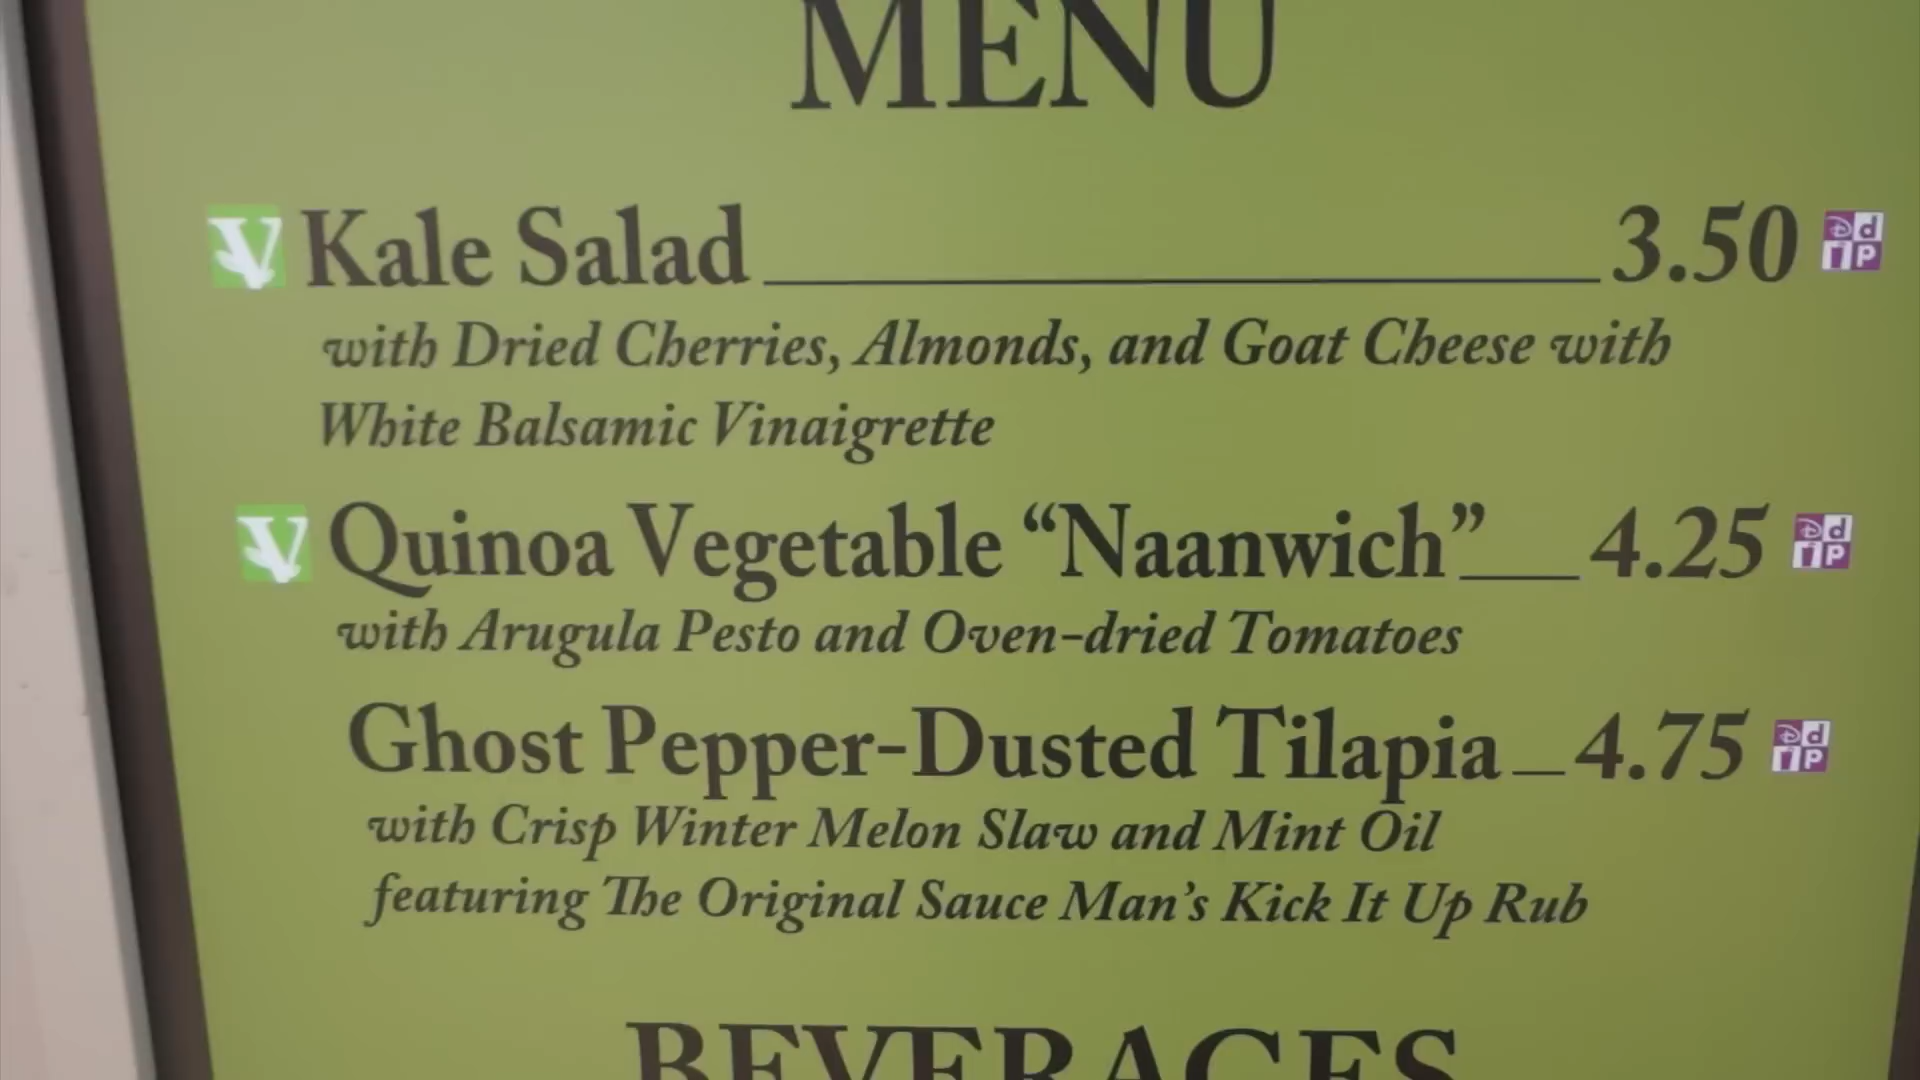 MENU
V Kale Salad 3.50 D d P
with Dried Cherries, Almonds, and Goat Cheese with
White Balsamic Vinaigrette
V Quinoa Vegetable “Naanwich” 4.25 D d P
with Arugula Pesto and Oven-dried Tomatoes
Ghost Pepper-Dusted Tilapia 4.75 D d P
with Crisp Winter Melon Slaw and Mint Oil
featuring The Original Sauce Man’s Kick It Up Rub
BEVERAGES